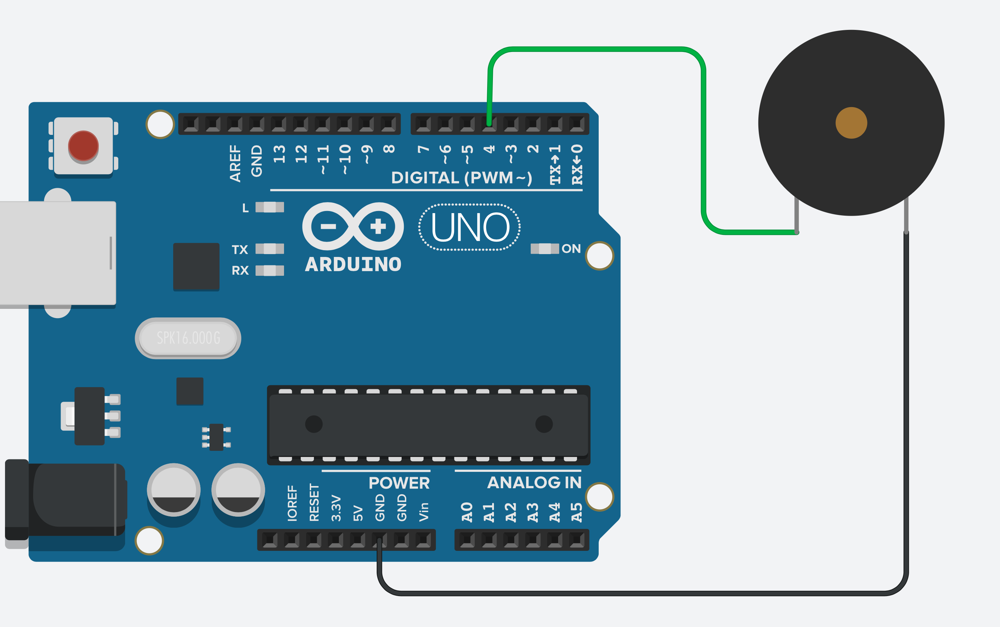 AREF
GND
13
12
~11
~10
~9
8
7
~6
~5
4
~3
2
TX→1
RX←0
DIGITAL (PWM ~)
L
UNO
TX
ON
RX
ARDUINO
SPK16.000G
POWER
ANALOG IN
IOREF
RESET
3.3V
5V
GND
GND
Vin
A0
A1
A2
A3
A4
A5